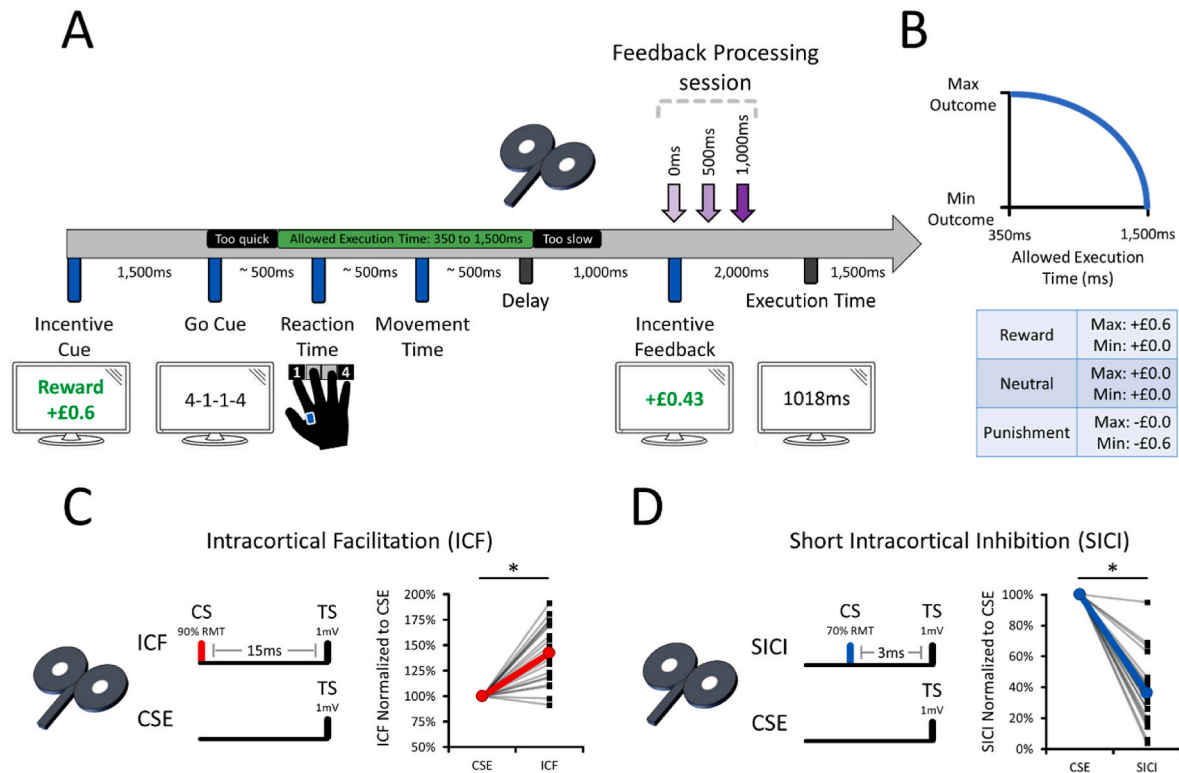 A
Feedback Processing
session
0ms
500ms
1,000ms
Too quick
Allowed Execution Time: 350 to 1,500ms
Too slow
1,500ms
~ 500ms
~ 500ms
~ 500ms
1,000ms
2,000ms
1,500ms
Delay
Execution Time
Incentive
Cue
Go Cue
Reaction
Time
Movement
Time
Incentive
Feedback
Reward
+£0.6
4-1-1-4
1
4
+£0.43
1018ms
B
Max
Outcome
Min
Outcome
350ms
1,500ms
Allowed Execution
Time (ms)
Reward
Max: +£0.6
Min: +£0.0
Neutral
Max: +£0.0
Min: +£0.0
Punishment
Max: -£0.0
Min: -£0.6
C
Intracortical Facilitation (ICF)
CS
TS
90% RMT
1mV
ICF
15ms
TS
1mV
CSE
*
ICF Normalized to CSE
200%
175%
150%
125%
100%
75%
50%
CSE
ICF
D
Short Intracortical Inhibition (SICI)
CS
TS
70% RMT
1mV
SICI
3ms
TS
1mV
CSE
*
SICI Normalized to CSE
100%
80%
60%
40%
20%
0%
CSE
SICI